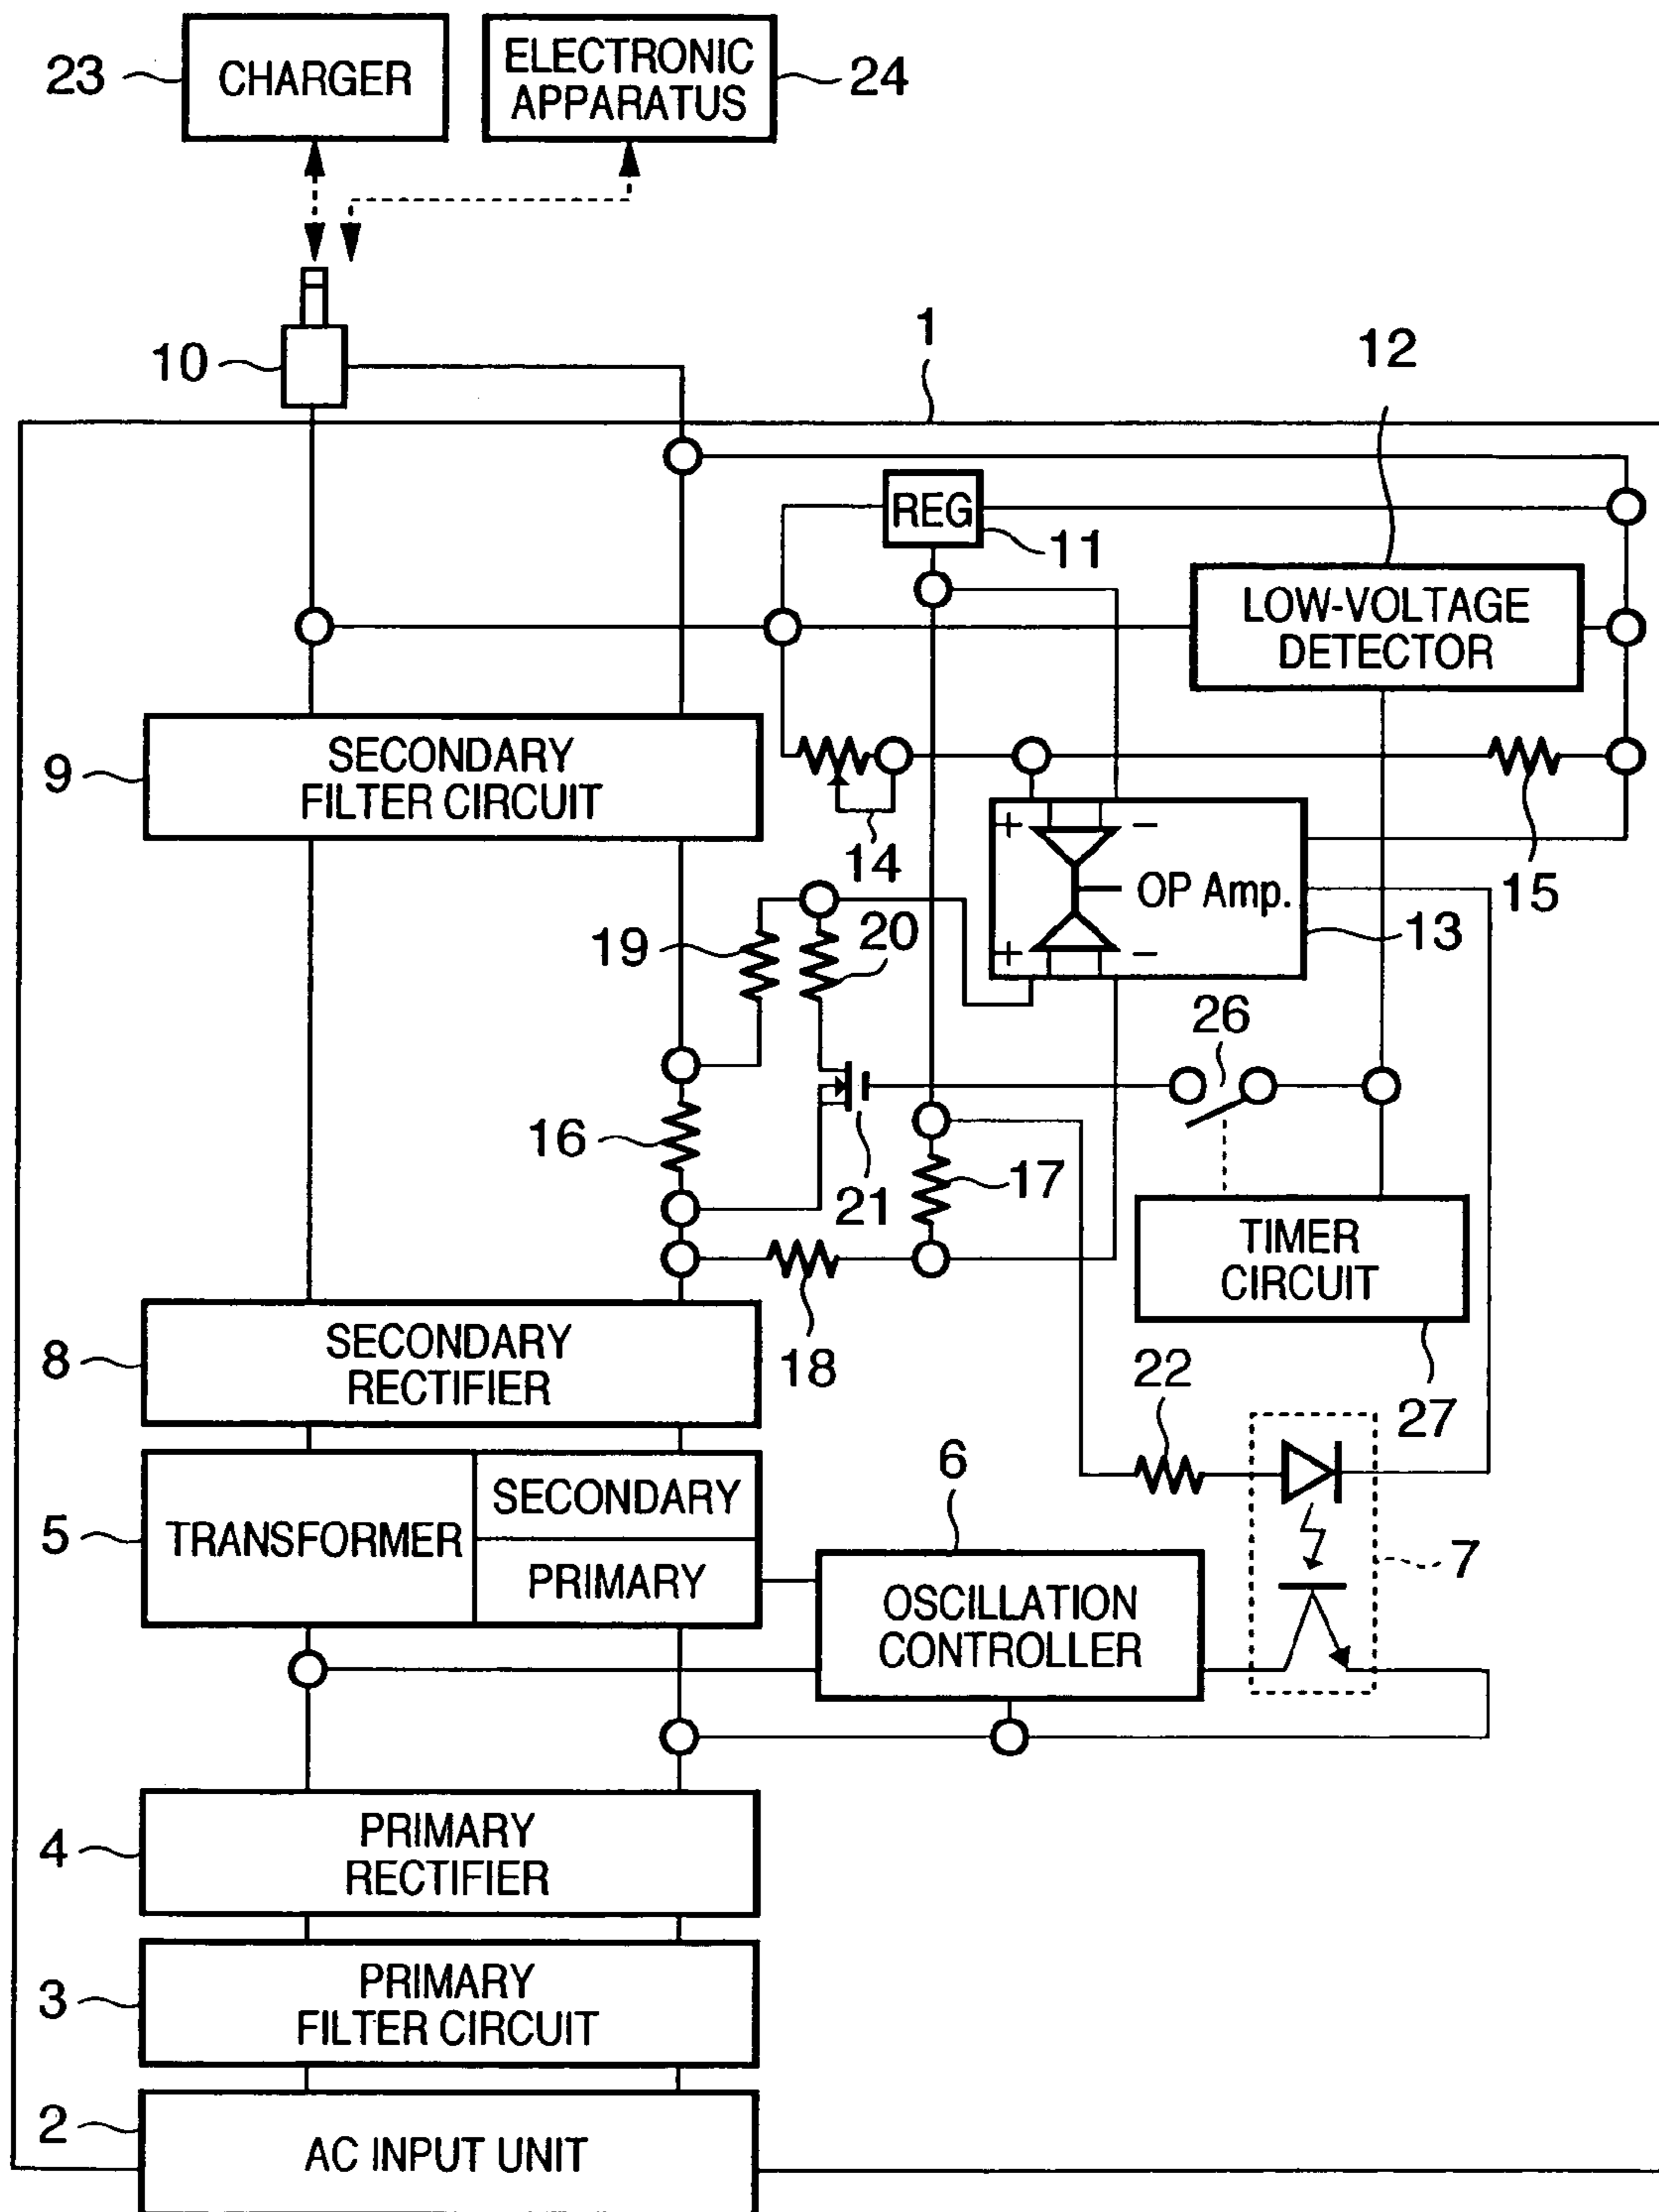 23
CHARGER
ELECTRONIC
APPARATUS
24
10
1
12
REG
11
LOW-VOLTAGE
DETECTOR
9
SECONDARY
FILTER CIRCUIT
14
+
−
OP Amp.
+
−
15
13
19
20
26
16
21
17
TIMER
CIRCUIT
27
8
SECONDARY
RECTIFIER
18
22
5
TRANSFORMER
SECONDARY
PRIMARY
6
OSCILLATION
CONTROLLER
7
4
PRIMARY
RECTIFIER
3
PRIMARY
FILTER CIRCUIT
2
AC INPUT UNIT